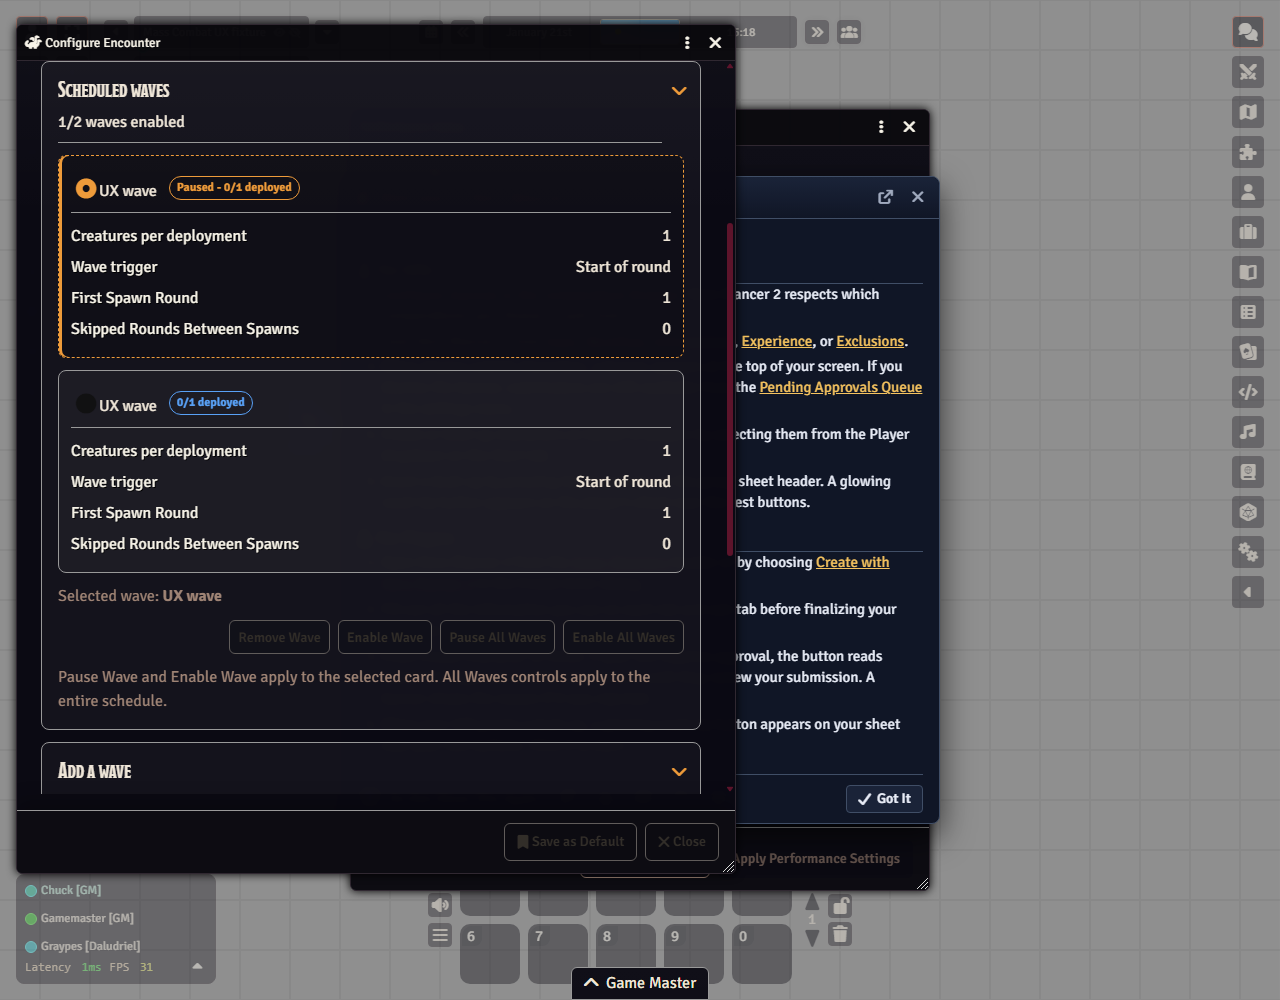 Configure Encounter
5:18
Scheduled waves
1/2 waves enabled
UX wave
Paused - 0/1 deployed
Creatures per deployment 1
Wave trigger Start of round
First Spawn Round 1
Skipped Rounds Between Spawns 0
UX wave
0/1 deployed
Creatures per deployment 1
Wave trigger Start of round
First Spawn Round 1
Skipped Rounds Between Spawns 0
Selected wave: UX wave
Remove Wave
Enable Wave
Pause All Waves
Enable All Waves
Pause Wave and Enable Wave apply to the selected card. All Waves controls apply to the
entire schedule.
Add a wave
Save as Default
Close
ancer 2 respects which
, Experience, or Exclusions.
e top of your screen. If you
the Pending Approvals Queue
ecting them from the Player
sheet header. A glowing
est buttons.
by choosing Create with
tab before finalizing your
roval, the button reads
ew your submission. A
ton appears on your sheet
Got It
Apply Performance Settings
Chuck [GM]
Gamemaster [GM]
Graypes [Daludriel]
Latency 1ms FPS 31
6
7
8
9
0
1
Game Master